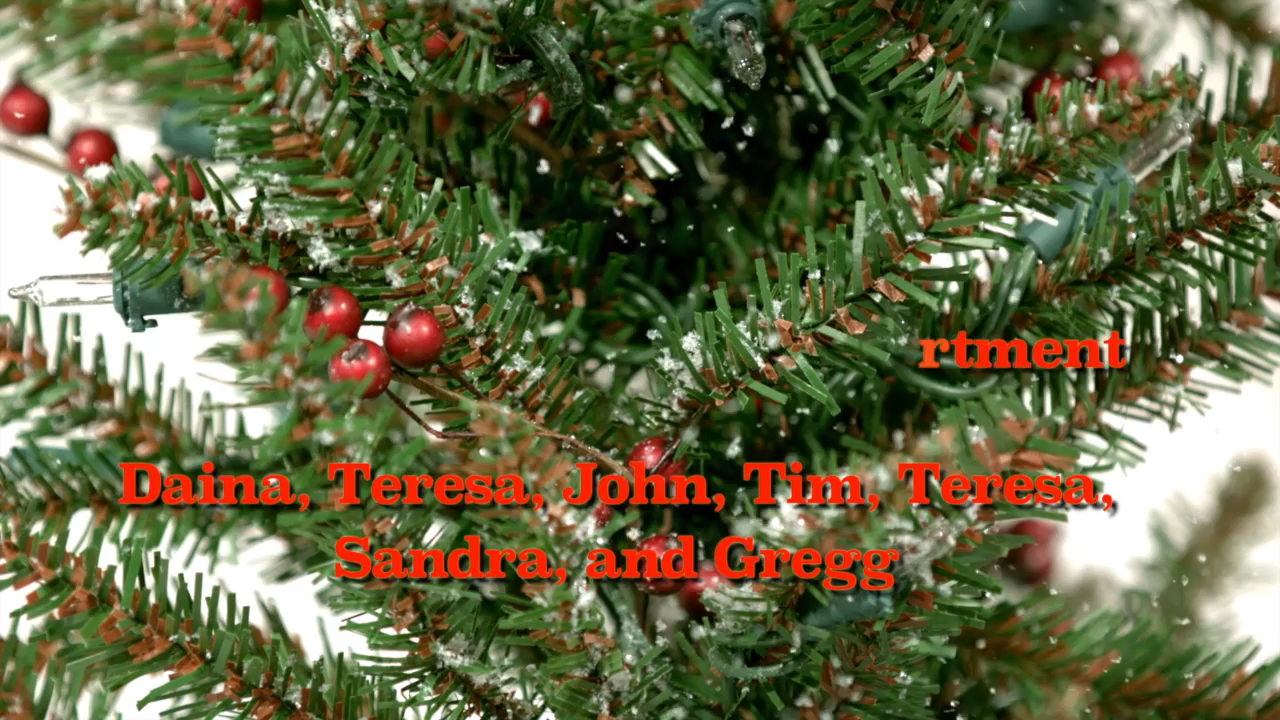 rtment
Daina, Teresa, John, Tim, Teresa,
Sandra, and Gregg